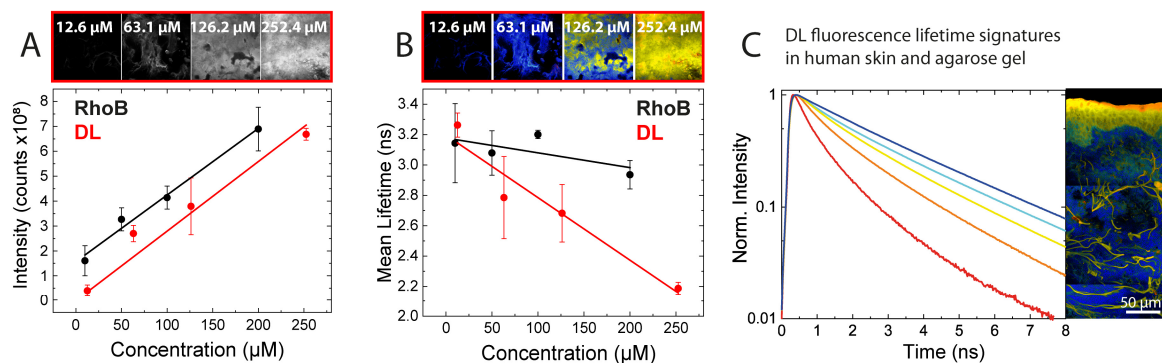 A
12.6 µM 63.1 µM 126.2 µM 252.4 µM
RhoB
DL
Intensity (counts x10⁸)
8
7
6
5
4
3
2
1
0
0 50 100 150 200 250
Concentration (µM)
B
12.6 µM 63.1 µM 126.2 µM 252.4 µM
RhoB
DL
Mean Lifetime (ns)
3.4
3.2
3.0
2.8
2.6
2.4
2.2
2.0
0 50 100 150 200 250
Concentration (µM)
C
DL fluorescence lifetime signatures
in human skin and agarose gel
Norm. Intensity
1
0.1
0.01
0 1 2 3 4 5 6 7 8
Time (ns)
50 µm